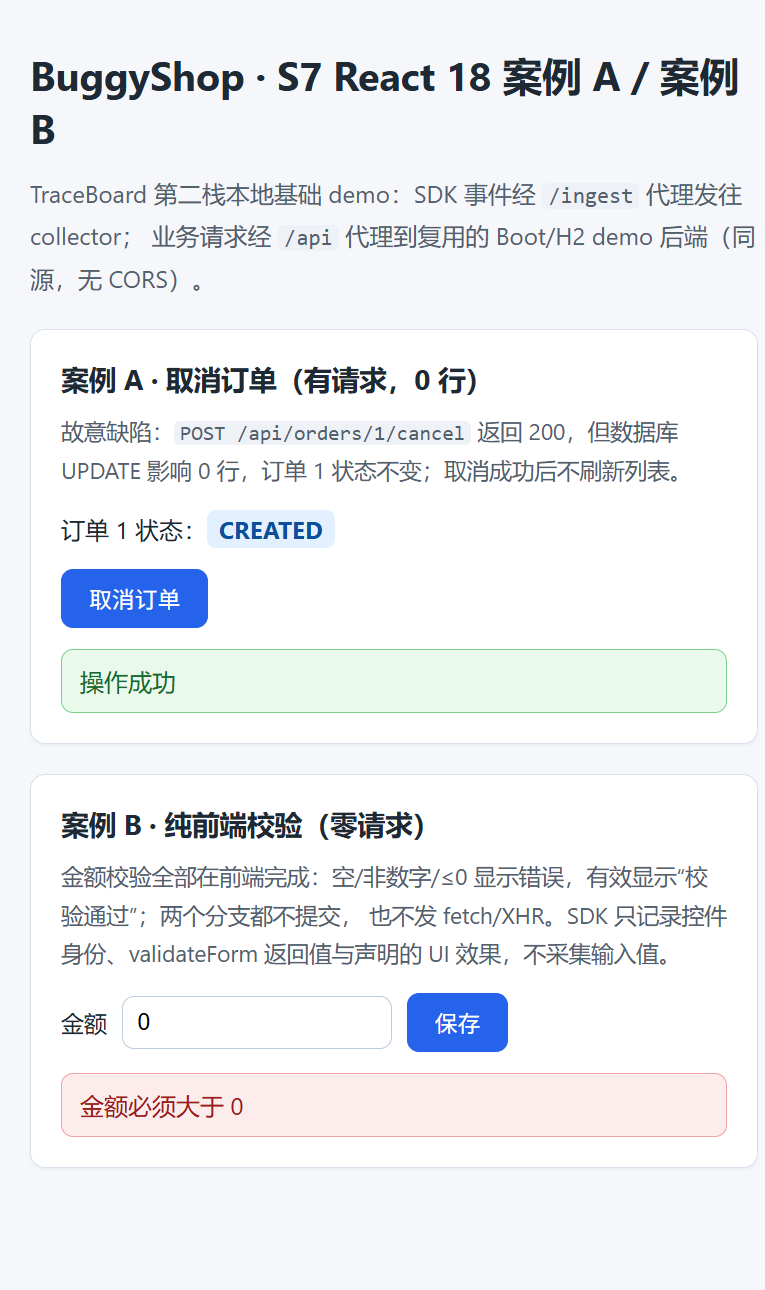 BuggyShop · S7 React 18 案例 A / 案例
B
TraceBoard 第二栈本地基础 demo：SDK 事件经 /ingest 代理发往
collector； 业务请求经 /api 代理到复用的 Boot/H2 demo 后端（同
源，无 CORS）。
案例 A · 取消订单（有请求，0 行）
故意缺陷：POST /api/orders/1/cancel 返回 200，但数据库
UPDATE 影响 0 行，订单 1 状态不变；取消成功后不刷新列表。
订单 1 状态：CREATED
取消订单
操作成功
案例 B · 纯前端校验（零请求）
金额校验全部在前端完成：空/非数字/≤0 显示错误，有效显示“校
验通过”；两个分支都不提交， 也不发 fetch/XHR。SDK 只记录控件
身份、validateForm 返回值与声明的 UI 效果，不采集输入值。
金额 0 保存
金额必须大于 0